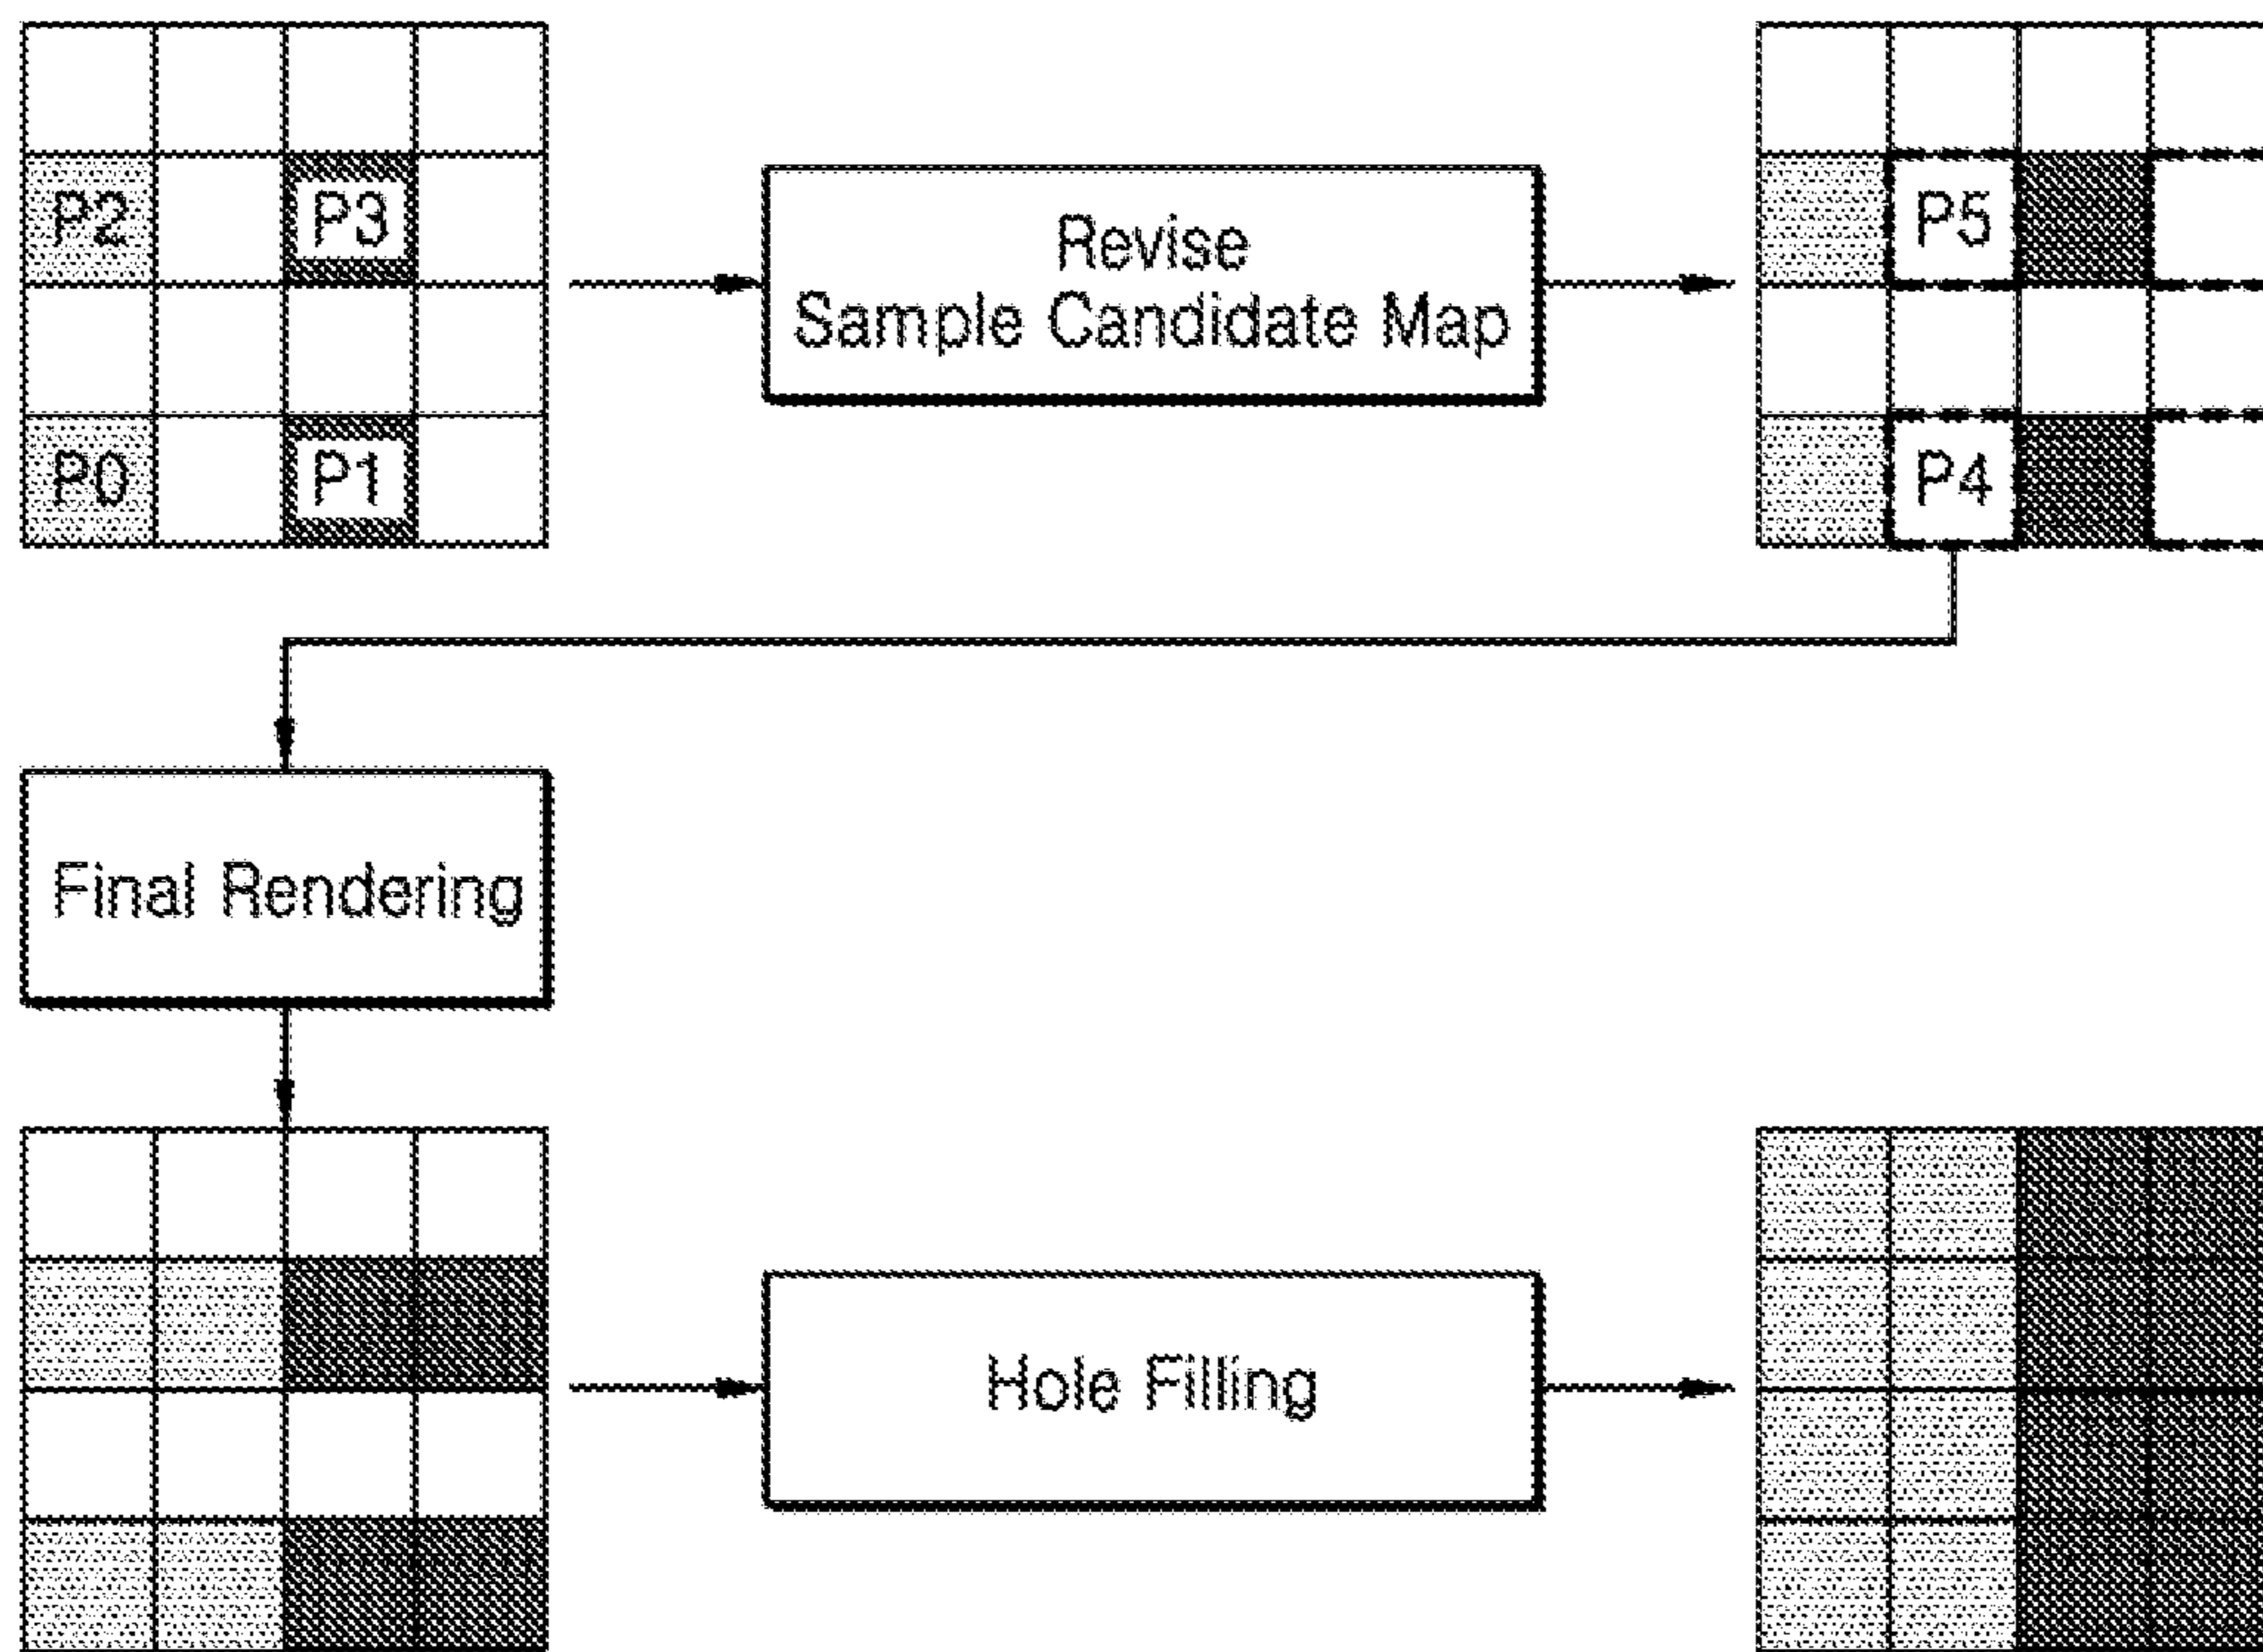 P2
P3
P0
P1
Revise
Sample Candidate Map
P5
P4
Final Rendering
Hole Filling